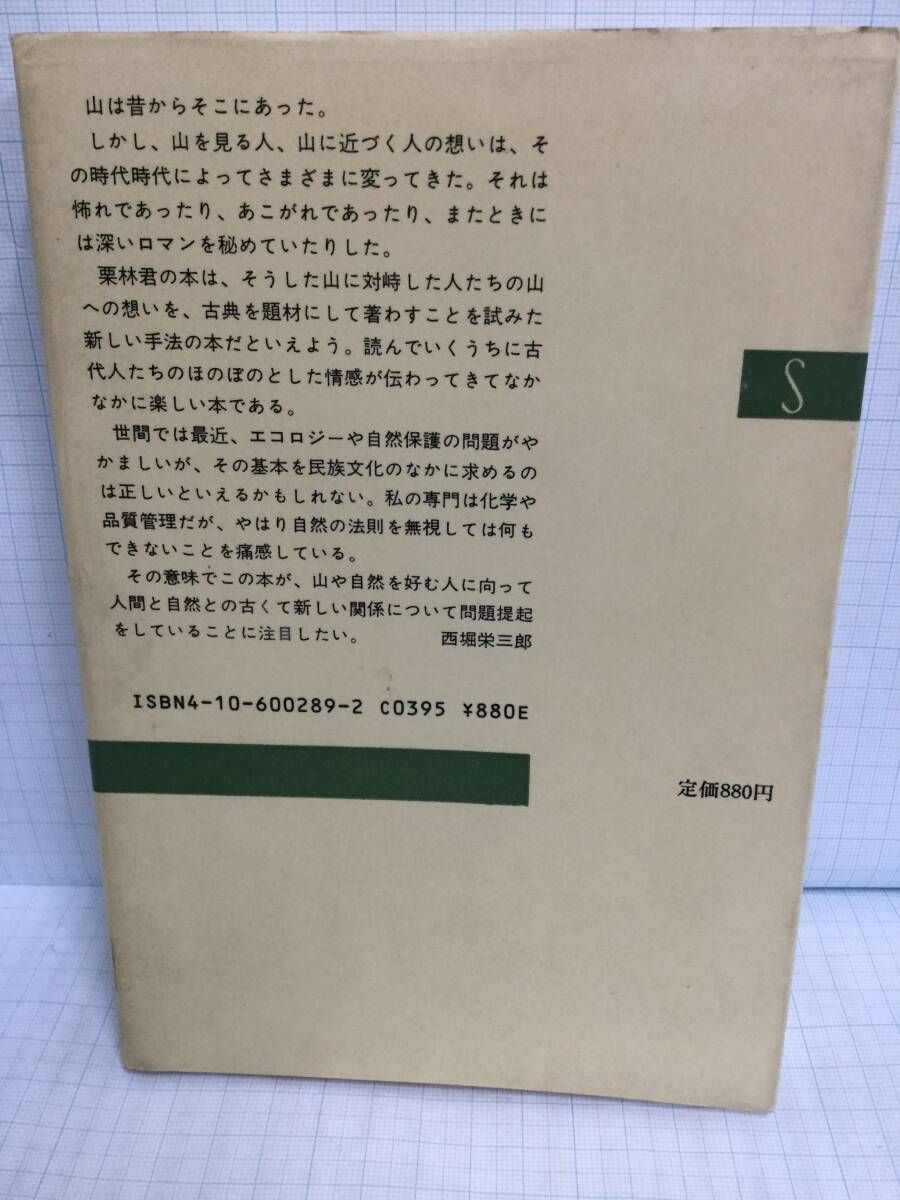 山は昔からそこにあった。
しかし、山を見る人、山に近づく人の想いは、そ
の時代時代によってさまざまに変ってきた。それは
怖れであったり、あこがれであったり、またときに
は深いロマンを秘めていたりした。
栗林君の本は、そうした山に対峙した人たちの山
への想いを、古典を題材にして著わすことを試みた
新しい手法の本だといえよう。読んでいくうちに古
代人たちのほのぼのとした情感が伝わってきてなか
なかに楽しい本である。
世間では最近、エコロジーや自然保護の問題がや
かましいが、その基本を民族文化のなかに求めるの
は正しいといえるかもしれない。私の専門は化学や
品質管理だが、やはり自然の法則を無視しては何も
できないことを痛感している。
その意味でこの本が、山や自然を好む人に向って
人間と自然との古くて新しい関係について問題提起
をしていることに注目したい。 西堀栄三郎
ISBN4-10-600289-2 C0395 ¥880E
S
定価880円